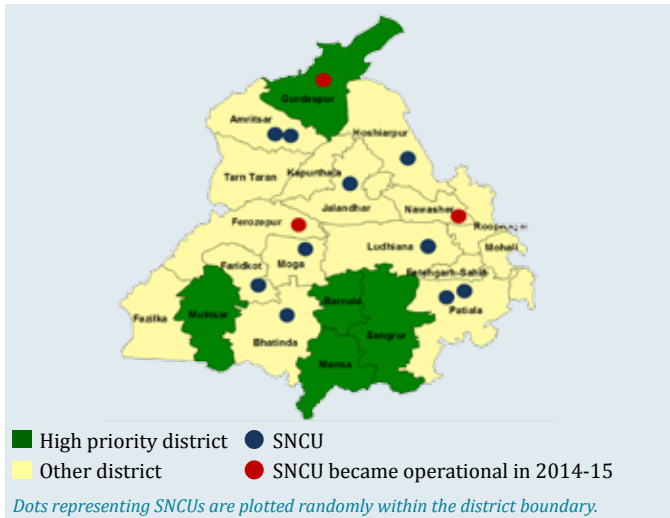 Gurdaspur
Amritsar
Hoshiarpur
Tarn Taran
Kapurthala
Jalandhar
Nawashar
Ferozepur
Ludhiana
Mohali
Faridkot
Moga
Fatehgarh-Sahib
Fazilka
Muktsar
Barnala
Patiala
Bhatinda
Sangrur
Mansa
High priority district
SNCU
Other district
SNCU became operational in 2014-15
Dots representing SNCUs are plotted randomly within the district boundary.